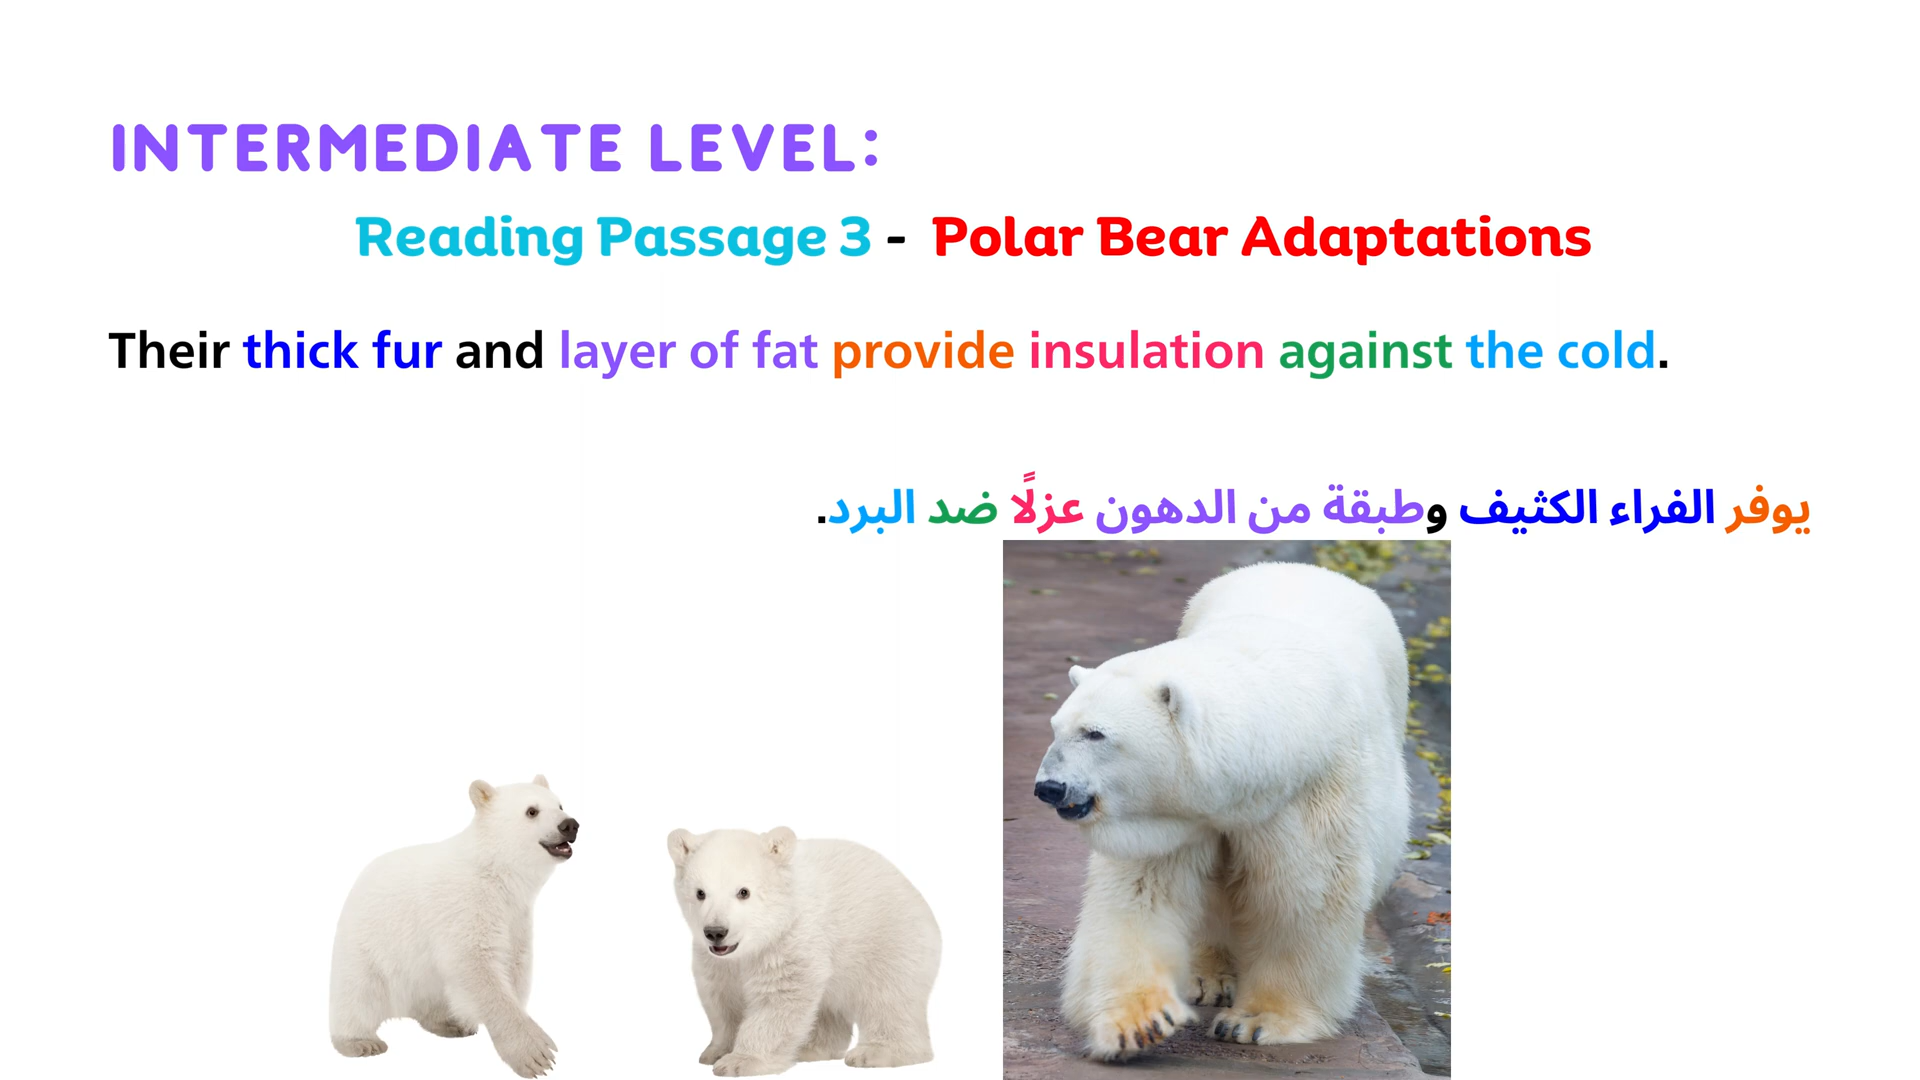 INTERMEDIATE LEVEL:
Reading Passage 3 - Polar Bear Adaptations
Their thick fur and layer of fat provide insulation against the cold.
يوفر الفراء الكثيف وطبقة من الدهون عزلًا ضد البرد.